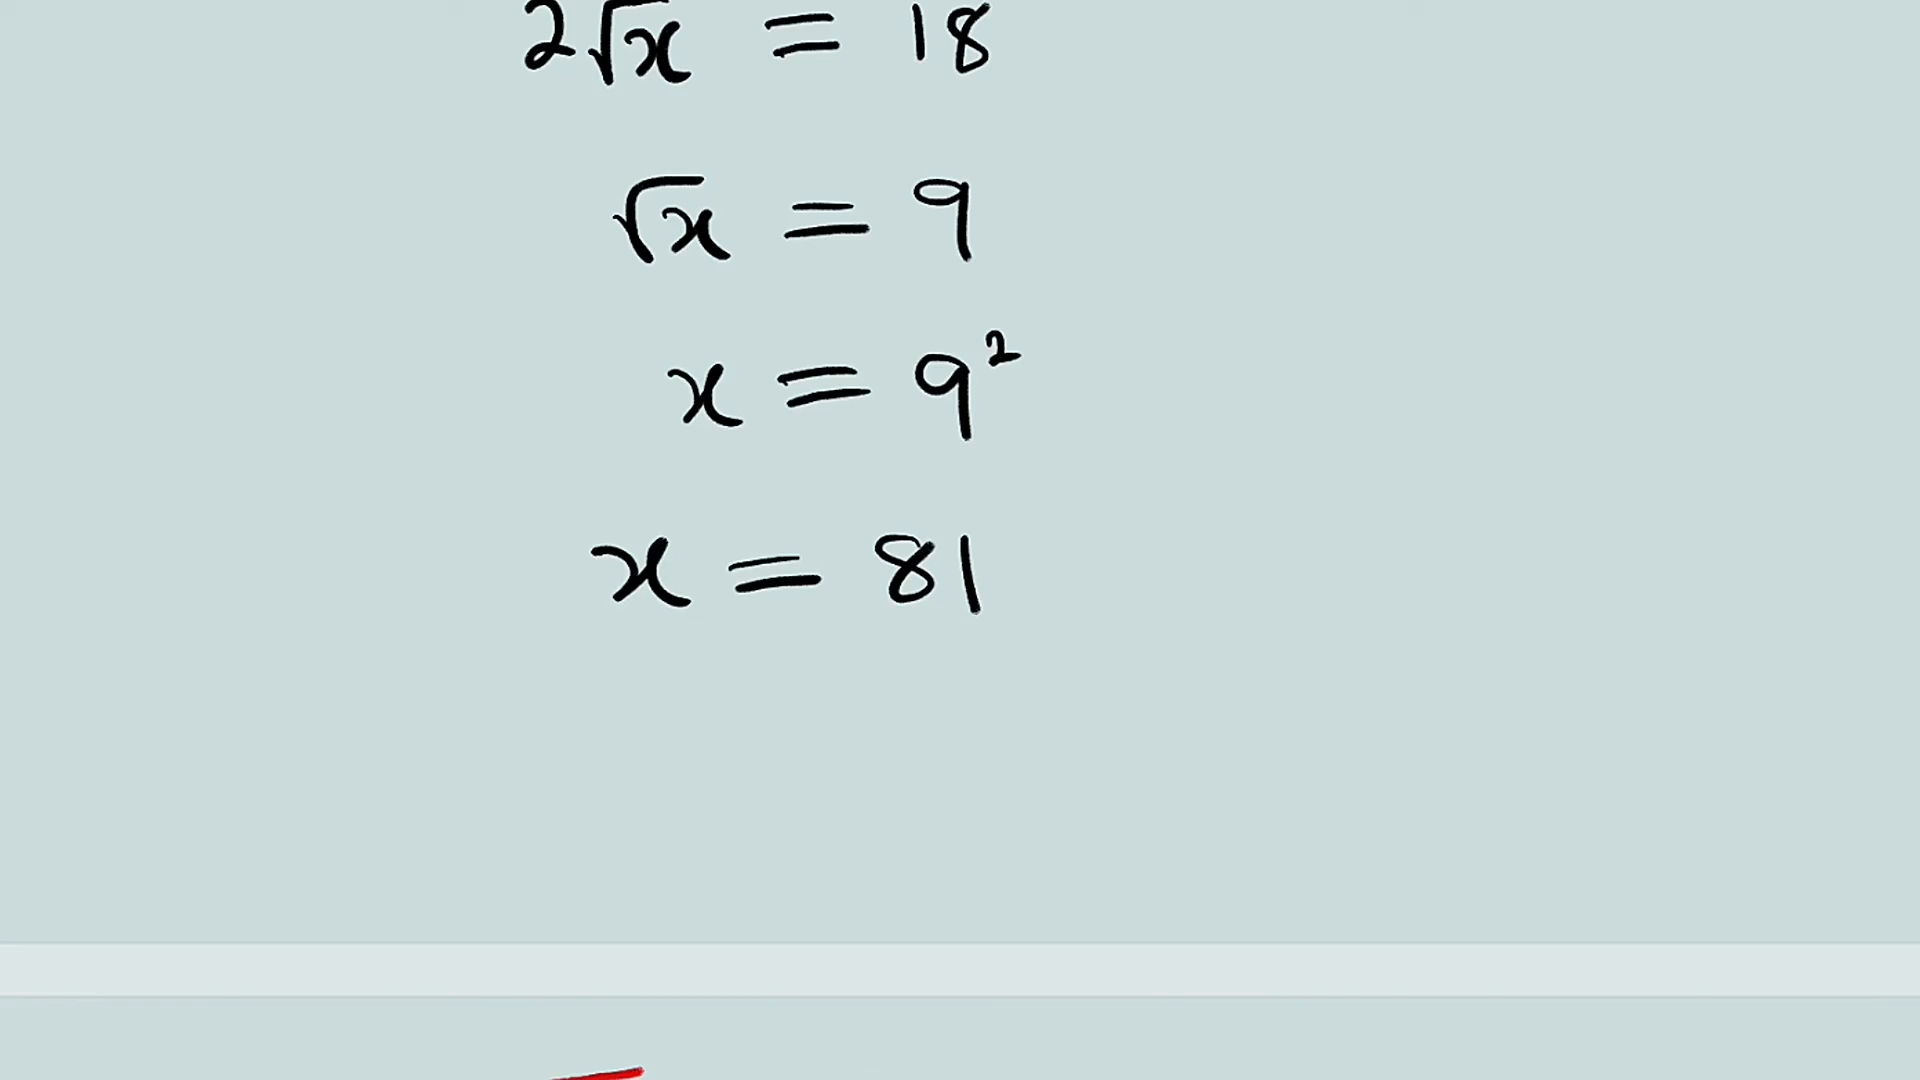 2√x = 18
√x = 9
x = 9²
x = 81